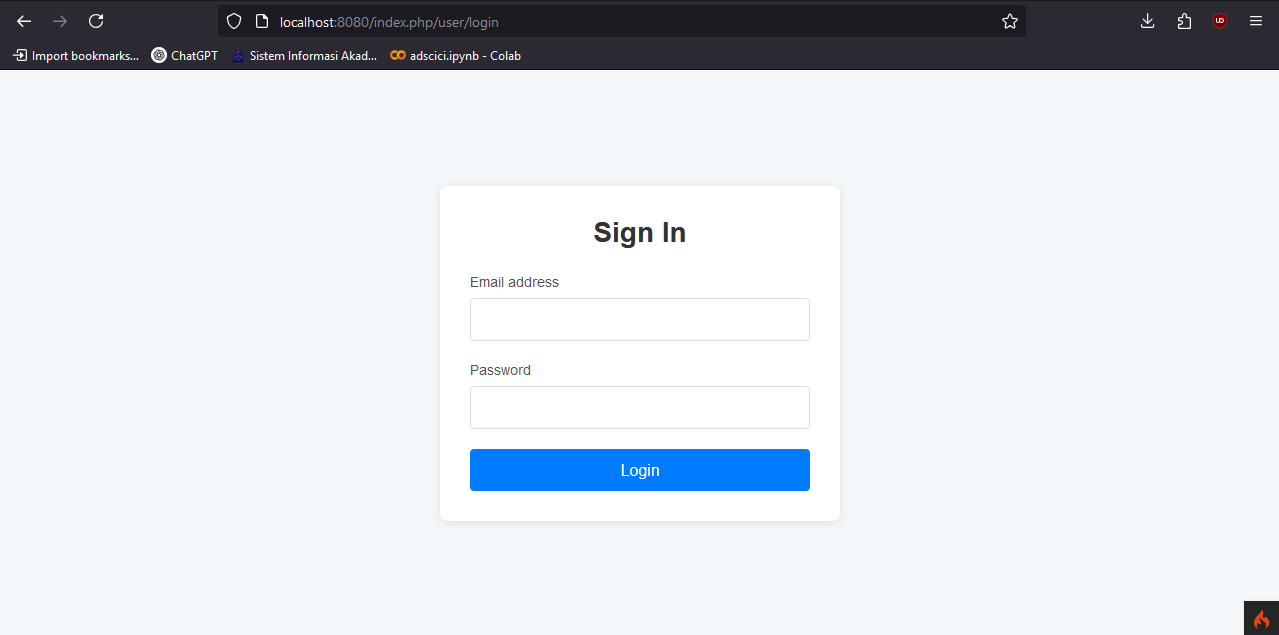 localhost:8080/index.php/user/login
Import bookmarks... ChatGPT Sistem Informasi Akad... adscici.ipynb - Colab
Sign In
Email address
Password
Login